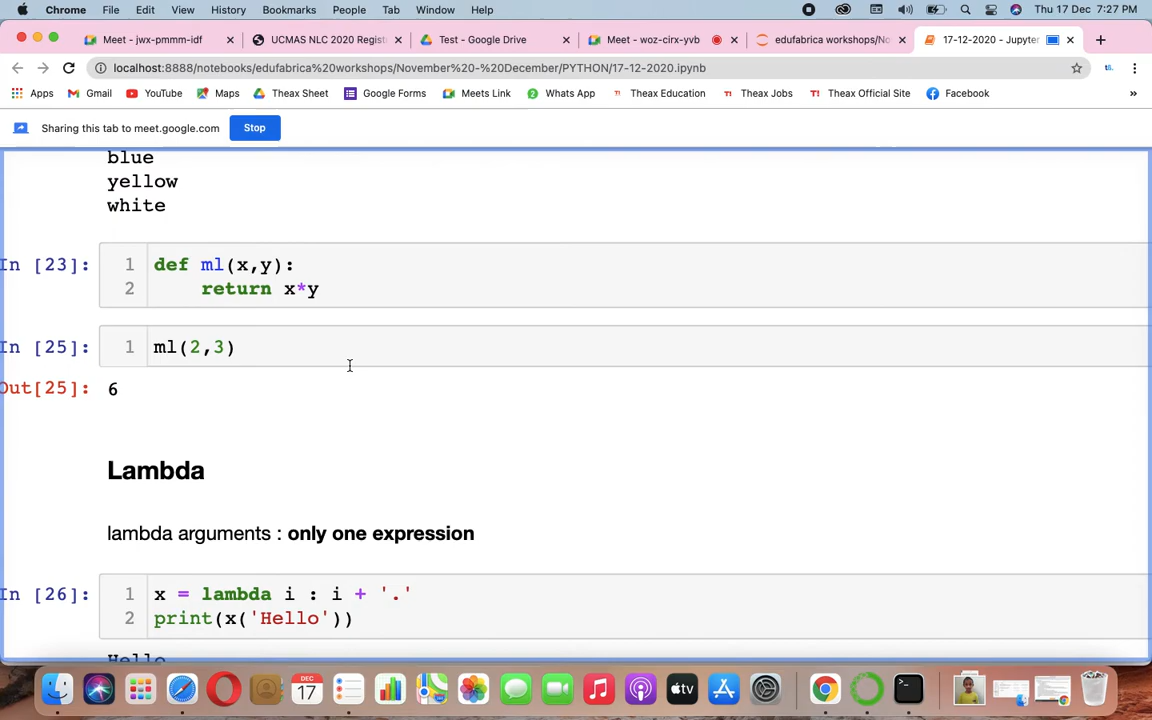 Chrome File Edit View History Bookmarks People Tab Window Help Thu 17 Dec 7:27 PM
Meet - jwx-pmmm-idf UCMAS NLC 2020 Regist Test - Google Drive Meet - woz-cirx-yvb edufabrica workshops/No 17-12-2020 - Jupyter
localhost:8888/notebooks/edufabrica%20workshops/November%20-%20December/PYTHON/17-12-2020.ipynb
Apps Gmail YouTube Maps Theax Sheet Google Forms Meets Link Whats App Theax Education Theax Jobs Theax Official Site Facebook »
Sharing this tab to meet.google.com Stop
blue
yellow
white
In [23]: 1 def ml(x,y):
2 return x*y
In [25]: 1 ml(2,3)
Out[25]: 6
Lambda
lambda arguments : only one expression
In [26]: 1 x = lambda i : i + '.'
2 print(x('Hello'))
Hello
DEC
17
tv